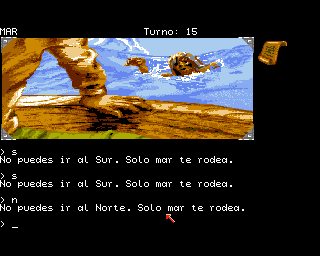 MAR Turno: 15
> s
No puedes ir al Sur. Solo mar te rodea.
> s
No puedes ir al Sur. Solo mar te rodea.
> n
No puedes ir al Norte. Solo mar te rodea.
> _